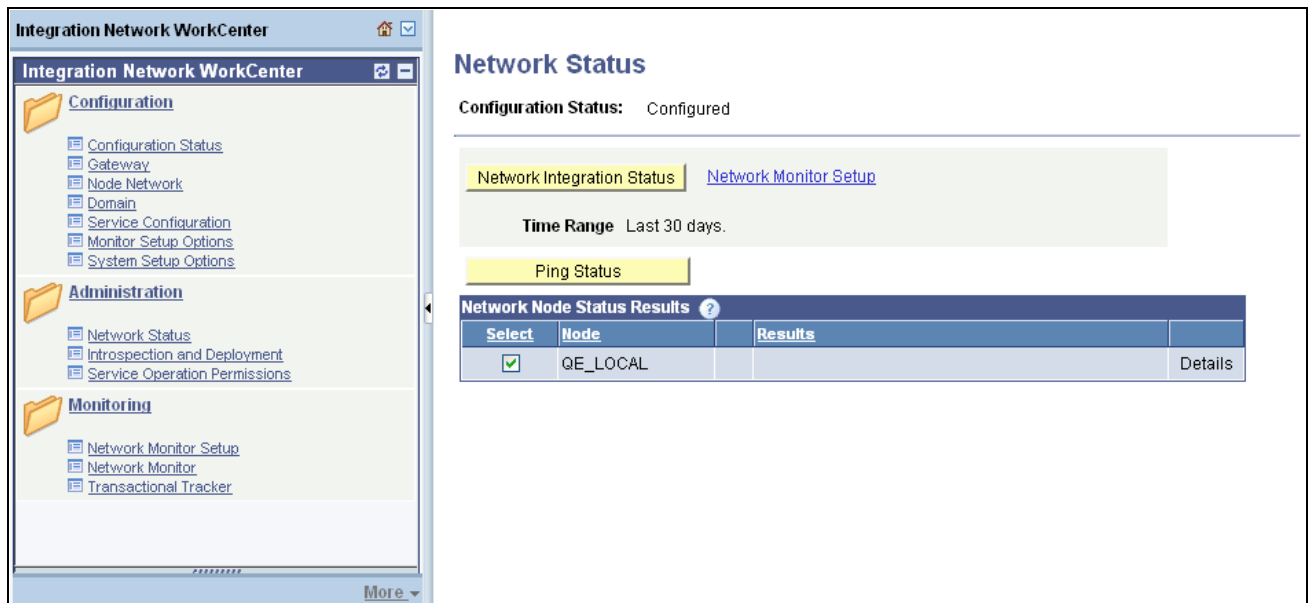 Integration Network WorkCenter
Integration Network WorkCenter
Configuration
Configuration Status
Gateway
Node Network
Domain
Service Configuration
Monitor Setup Options
System Setup Options
Administration
Network Status
Introspection and Deployment
Service Operation Permissions
Monitoring
Network Monitor Setup
Network Monitor
Transactional Tracker
More
Network Status
Configuration Status: Configured
Network Integration Status Network Monitor Setup
Time Range Last 30 days.
Ping Status
Network Node Status Results ?
Select Node Results
QE_LOCAL Details